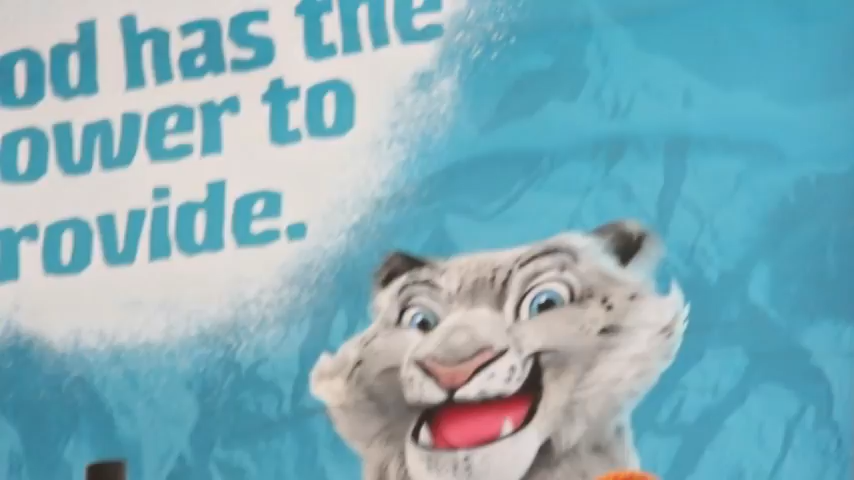 od has the
ower to
rovide.